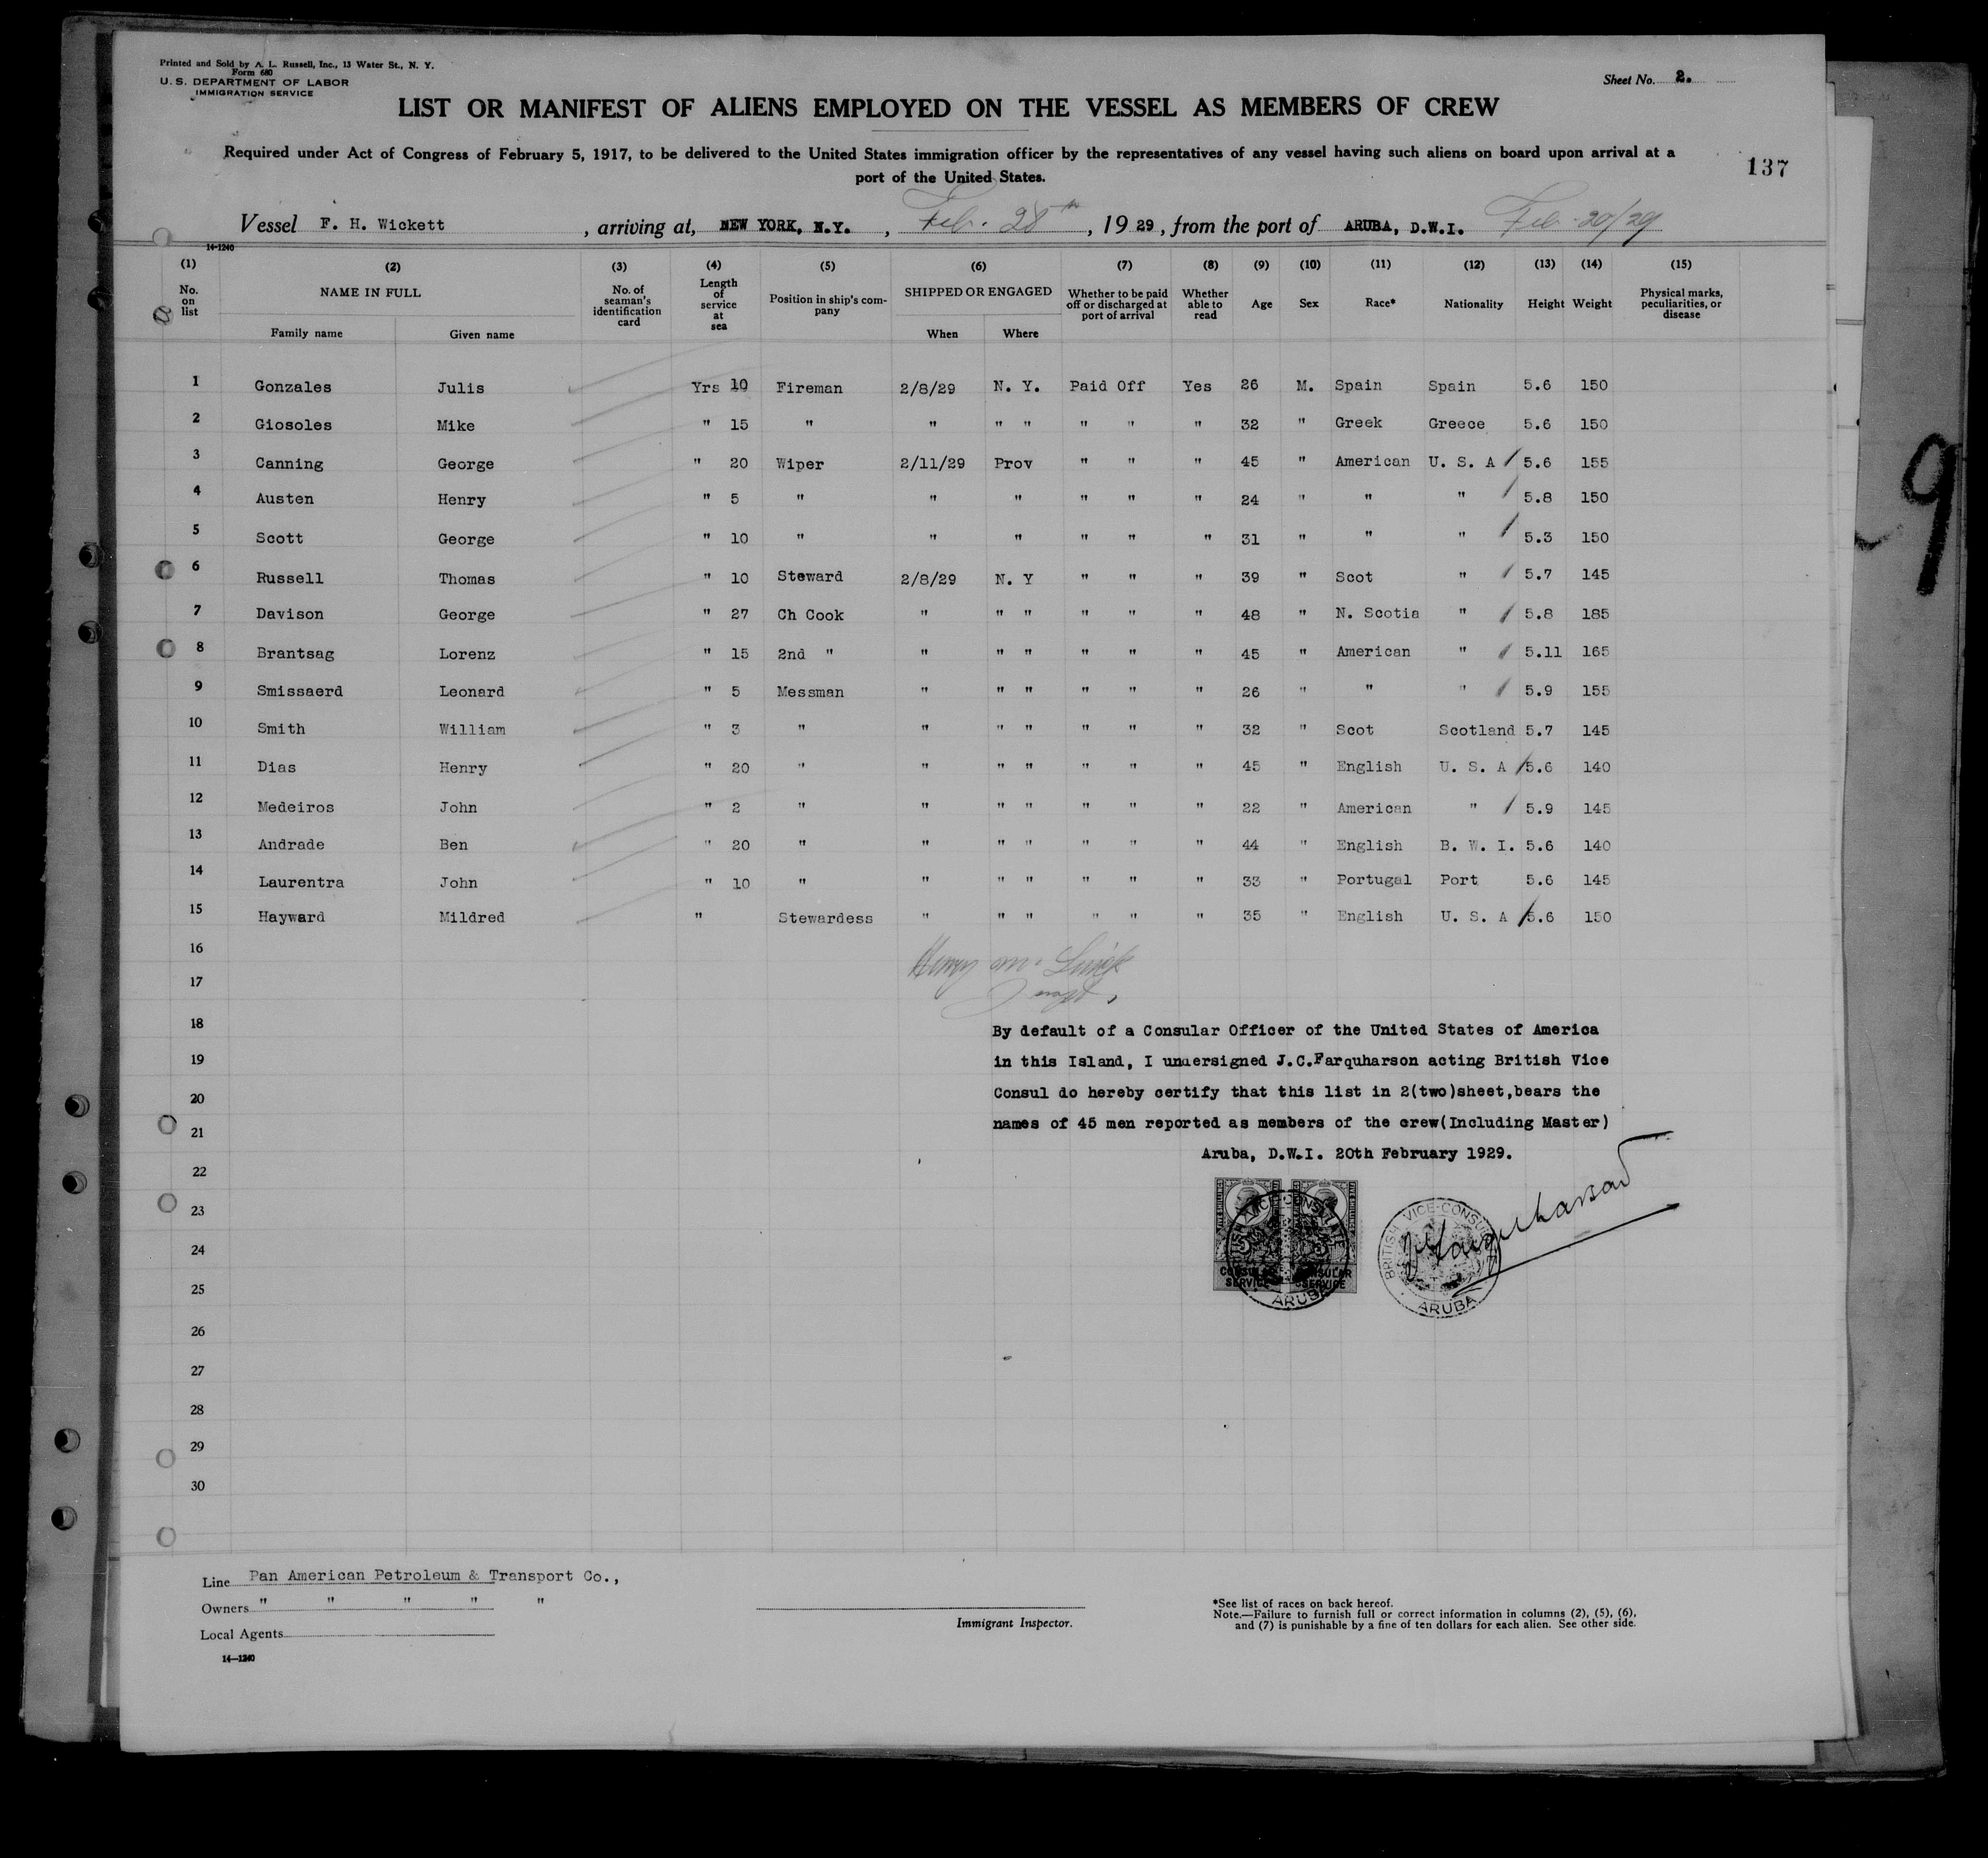 Printed and Sold by A. L. Russell, Inc., 13 Water St., N. Y.
Form 680
U. S. DEPARTMENT OF LABOR
IMMIGRATION SERVICE
Sheet No. 2.
LIST OR MANIFEST OF ALIENS EMPLOYED ON THE VESSEL AS MEMBERS OF CREW
Required under Act of Congress of February 5, 1917, to be delivered to the United States immigration officer by the representatives of any vessel having such aliens on board upon arrival at a
port of the United States.
137
Vessel F. H. Wickett, arriving at, NEW YORK, N.Y., Feb. 28th, 1929, from the port of ARUBA, D.W.I. Feb-20/29
14-1240
(1) (2) (3) (4) (5) (6) (7) (8) (9) (10) (11) (12) (13) (14) (15)
No. on list NAME IN FULL Family name Given name No. of seaman's identification card Length of service at sea Position in ship's company SHIPPED OR ENGAGED When Where Whether to be paid off or discharged at port of arrival Whether able to read Age Sex Race* Nationality Height Weight Physical marks, peculiarities, or disease
1 Gonzales Julis Yrs 10 Fireman 2/8/29 N. Y. Paid Off Yes 26 M. Spain Spain 5.6 150
2 Giosoles Mike " 15 " " " " " " " 32 " Greek Greece 5.6 150
3 Canning George " 20 Wiper 2/11/29 Prov " " " 45 " American U. S. A 5.6 155
4 Austen Henry " 5 " " " " " " 24 " " " 5.8 150
5 Scott George " 10 " " " " " " 31 " " " 5.3 150
6 Russell Thomas " 10 Steward 2/8/29 N. Y " " " 39 " Scot " 5.7 145
7 Davison George " 27 Ch Cook " " " " " " 48 " N. Scotia " 5.8 185
8 Brantsag Lorenz " 15 2nd " " " " " " " 45 " American " 5.11 165
9 Smissaerd Leonard " 5 Messman " " " " " " 26 " " " 5.9 155
10 Smith William " 3 " " " " " " " 32 " Scot Scotland 5.7 145
11 Dias Henry " 20 " " " " " " " 45 " English U. S. A 5.6 140
12 Medeiros John " 2 " " " " " " " 22 " American " 5.9 145
13 Andrade Ben " 20 " " " " " " " 44 " English B. W. I. 5.6 140
14 Laurentra John " 10 " " " " " " " 33 " Portugal Port 5.6 145
15 Hayward Mildred " Stewardess " " " " " " 35 " English U. S. A 5.6 150
16
Henry
17
18 By default of a Consular Officer of the United States of America
19 in this Island, I undersigned J.C.Farquharson acting British Vice
20 Consul do hereby certify that this list in 2(two)sheet,bears the
21 names of 45 men reported as members of the crew(Including Master)
22 Aruba, D.W.I. 20th February 1929.
23
24
25
26
27
28
29
30
BRITISH VICE-CONSULATE
CONSULAR SERVICE CONSULAR SERVICE
ARUBA
BRITISH VICE-CONSUL
ARUBA
JCFarquharson
Line Pan American Petroleum & Transport Co.,
Owners " " " " "
Local Agents
14—1240
Immigrant Inspector.
*See list of races on back hereof.
Note.—Failure to furnish full or correct information in columns (2), (5), (6),
and (7) is punishable by a fine of ten dollars for each alien. See other side.
9